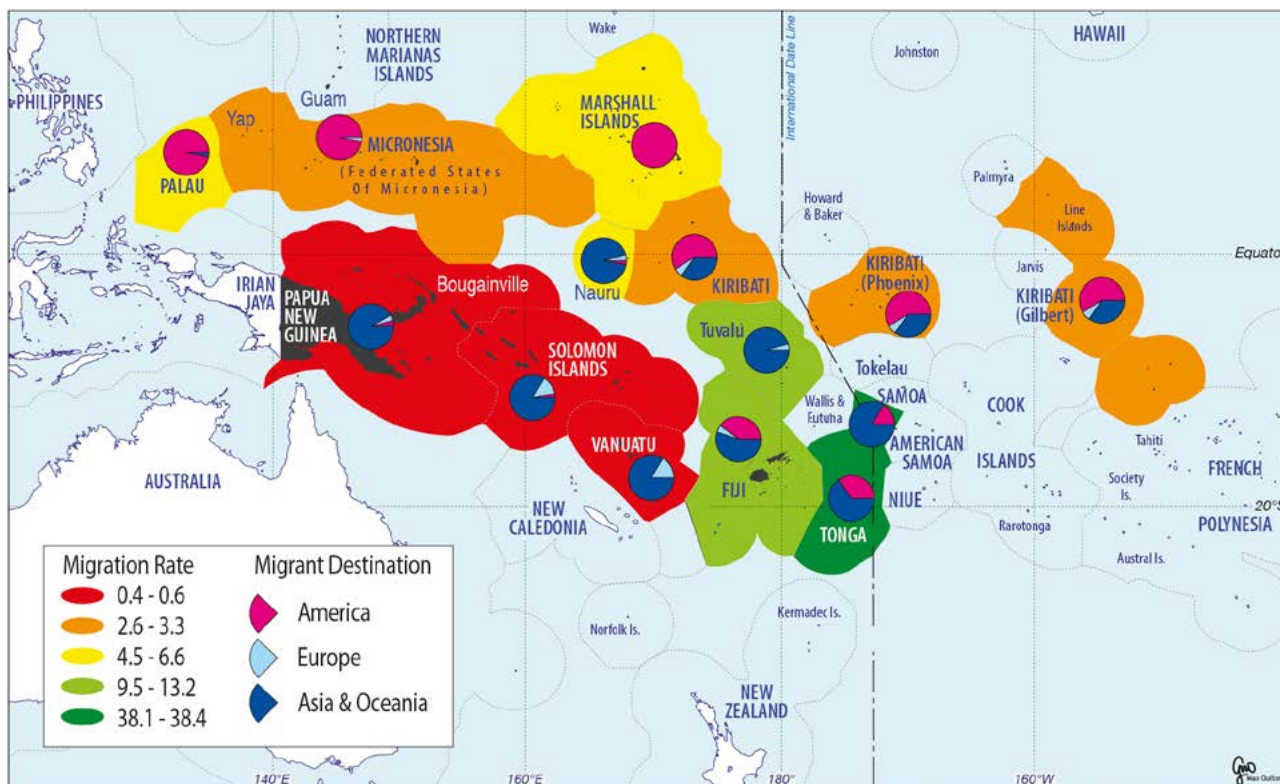 NORTHERN
MARIANAS
ISLANDS
Wake
International Date Line
Johnston
HAWAII
PHILIPPINES
Guam
Yap
MICRONESIA
(Federated States
Of Micronesia)
PALAU
MARSHALL
ISLANDS
Palmyra
Howard
& Baker
Line
Islands
Equato
IRIAN
JAYA
Bougainville
Nauru
KIRIBATI
KIRIBATI
(Phoenix)
Jarvis
KIRIBATI
(Gilbert)
PAPUA
NEW
GUINEA
SOLOMON
ISLANDS
Tuvalu
Tokelau
Wallis &
Futuna
SAMOA
COOK
ISLANDS
AMERICAN
SAMOA
VANUATU
Tahiti
FRENCH
POLYNESIA
Society
Is.
AUSTRALIA
FIJI
NIUE
20°S
NEW
CALEDONIA
TONGA
Rarotonga
Austral Is.
Norfolk Is.
Kermadec Is.
NEW
ZEALAND
Migration Rate
0.4 - 0.6
2.6 - 3.3
4.5 - 6.6
9.5 - 13.2
38.1 - 38.4
Migrant Destination
America
Europe
Asia & Oceania
140°E
160°E
180°
160°W